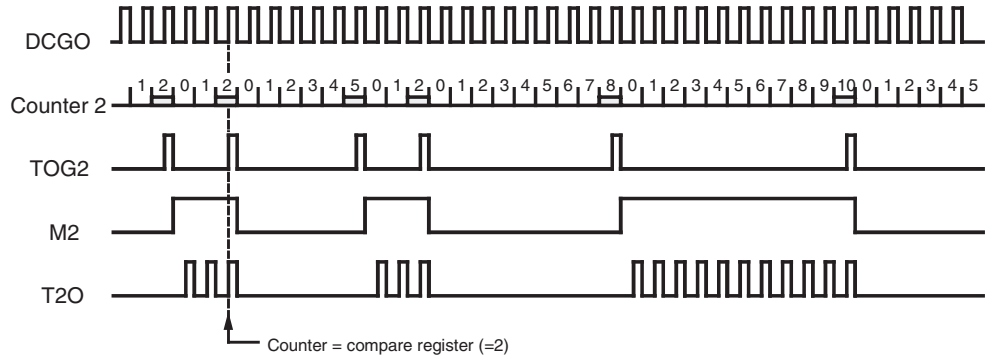 DCGO
Counter 2 1 2 0 1 2 0 1 2 3 4 5 0 1 2 0 1 2 3 4 5 6 7 8 0 1 2 3 4 5 6 7 8 9 10 0 1 2 3 4 5
TOG2
M2
T2O
Counter = compare register (=2)